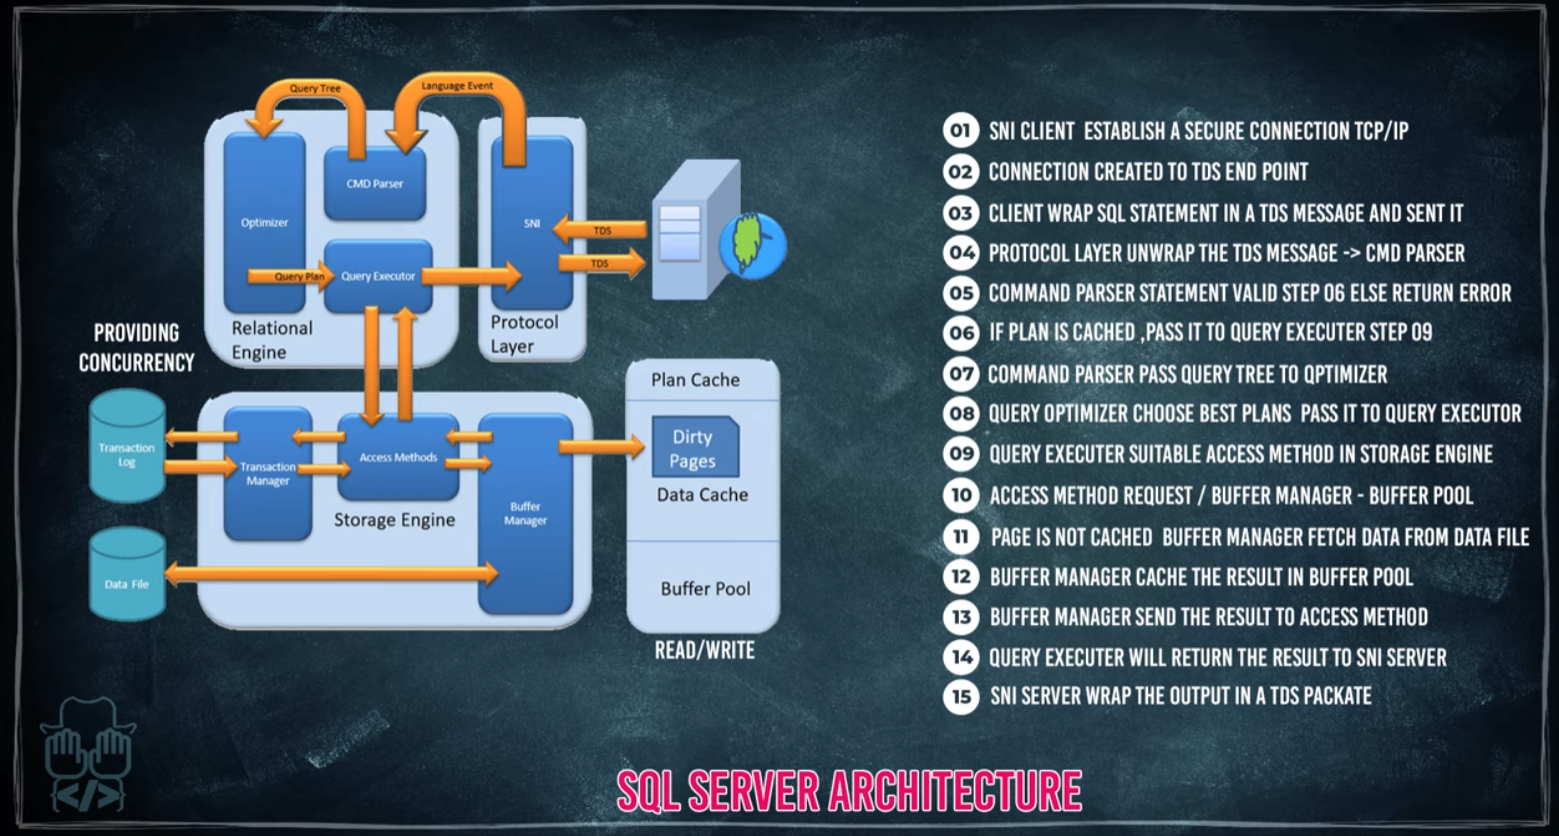 Query Tree
Language Event
CMD Parser
Optimizer
SNI
TDS
TDS
Query Plan
Query Executor
Relational
Engine
Protocol
Layer
PROVIDING
CONCURRENCY
Transaction
Log
Transaction
Manager
Access Methods
Storage Engine
Buffer
Manager
Data File
Plan Cache
Dirty
Pages
Data Cache
Buffer Pool
READ/WRITE
01 SNI CLIENT ESTABLISH A SECURE CONNECTION TCP/IP
02 CONNECTION CREATED TO TDS END POINT
03 CLIENT WRAP SQL STATEMENT IN A TDS MESSAGE AND SENT IT
04 PROTOCOL LAYER UNWRAP THE TDS MESSAGE -> CMD PARSER
05 COMMAND PARSER STATEMENT VALID STEP 06 ELSE RETURN ERROR
06 IF PLAN IS CACHED ,PASS IT TO QUERY EXECUTER STEP 09
07 COMMAND PARSER PASS QUERY TREE TO QPTIMIZER
08 QUERY OPTIMIZER CHOOSE BEST PLANS PASS IT TO QUERY EXECUTOR
09 QUERY EXECUTER SUITABLE ACCESS METHOD IN STORAGE ENGINE
10 ACCESS METHOD REQUEST / BUFFER MANAGER - BUFFER POOL
11 PAGE IS NOT CACHED BUFFER MANAGER FETCH DATA FROM DATA FILE
12 BUFFER MANAGER CACHE THE RESULT IN BUFFER POOL
13 BUFFER MANAGER SEND THE RESULT TO ACCESS METHOD
14 QUERY EXECUTER WILL RETURN THE RESULT TO SNI SERVER
15 SNI SERVER WRAP THE OUTPUT IN A TDS PACKATE
</>
SQL SERVER ARCHITECTURE